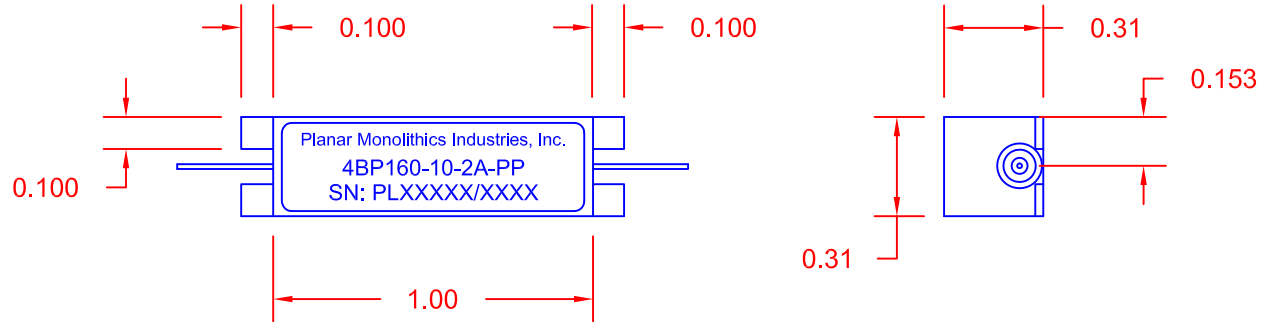 0.100
0.100
0.31
0.153
Planar Monolithics Industries, Inc.
4BP160-10-2A-PP
SN: PLXXXXX/XXXX
0.100
0.31
1.00